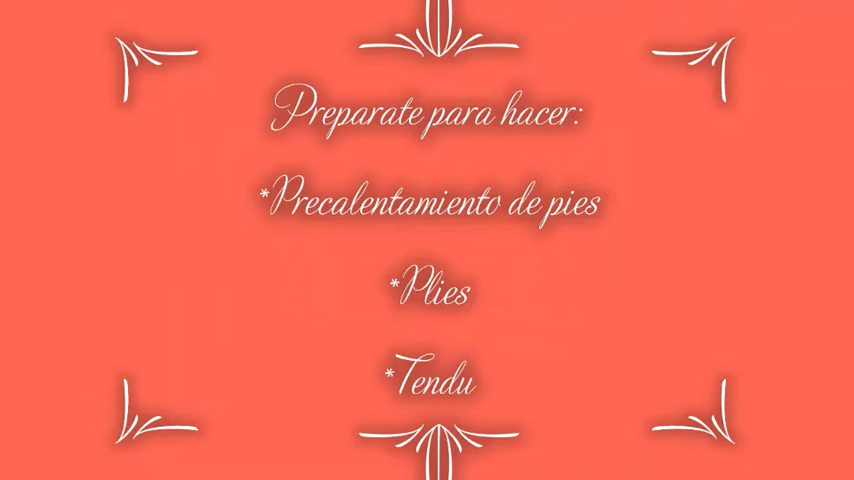 Preparate para hacer:
*Precalentamiento de pies
*Plies
*Tendu